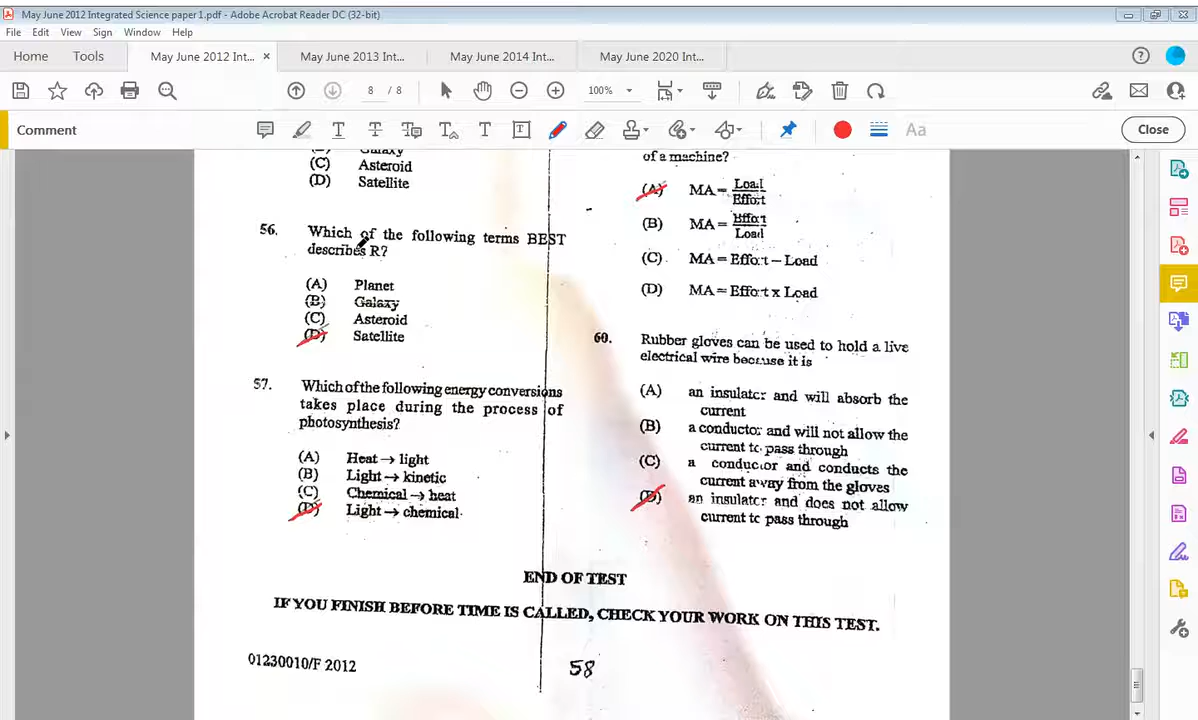 May June 2012 Integrated Science paper 1.pdf - Adobe Acrobat Reader DC (32-bit)
File Edit View Sign Window Help
Home Tools May June 2012 Int... × May June 2013 Int... May June 2014 Int... May June 2020 Int...
8 / 8 100%
Comment Aa Close
Galaxy
(C) Asteroid
(D) Satellite
56. Which of the following terms BEST
describes R?
(A) Planet
(B) Galaxy
(C) Asteroid
(D) Satellite
57. Which of the following energy conversions
takes place during the process of
photosynthesis?
(A) Heat → light
(B) Light → kinetic
(C) Chemical → heat
(D) Light → chemical
of a machine?
(A) MA = Load
Effort
(B) MA = Effort
Load
(C) MA = Effort – Load
(D) MA = Effort x Load
60. Rubber gloves can be used to hold a live
electrical wire because it is
(A) an insulator and will absorb the
current
(B) a conductor and will not allow the
current to pass through
(C) a conductor and conducts the
current away from the gloves
(D) an insulator and does not allow
current to pass through
END OF TEST
IF YOU FINISH BEFORE TIME IS CALLED, CHECK YOUR WORK ON THIS TEST.
01230010/F 2012
58